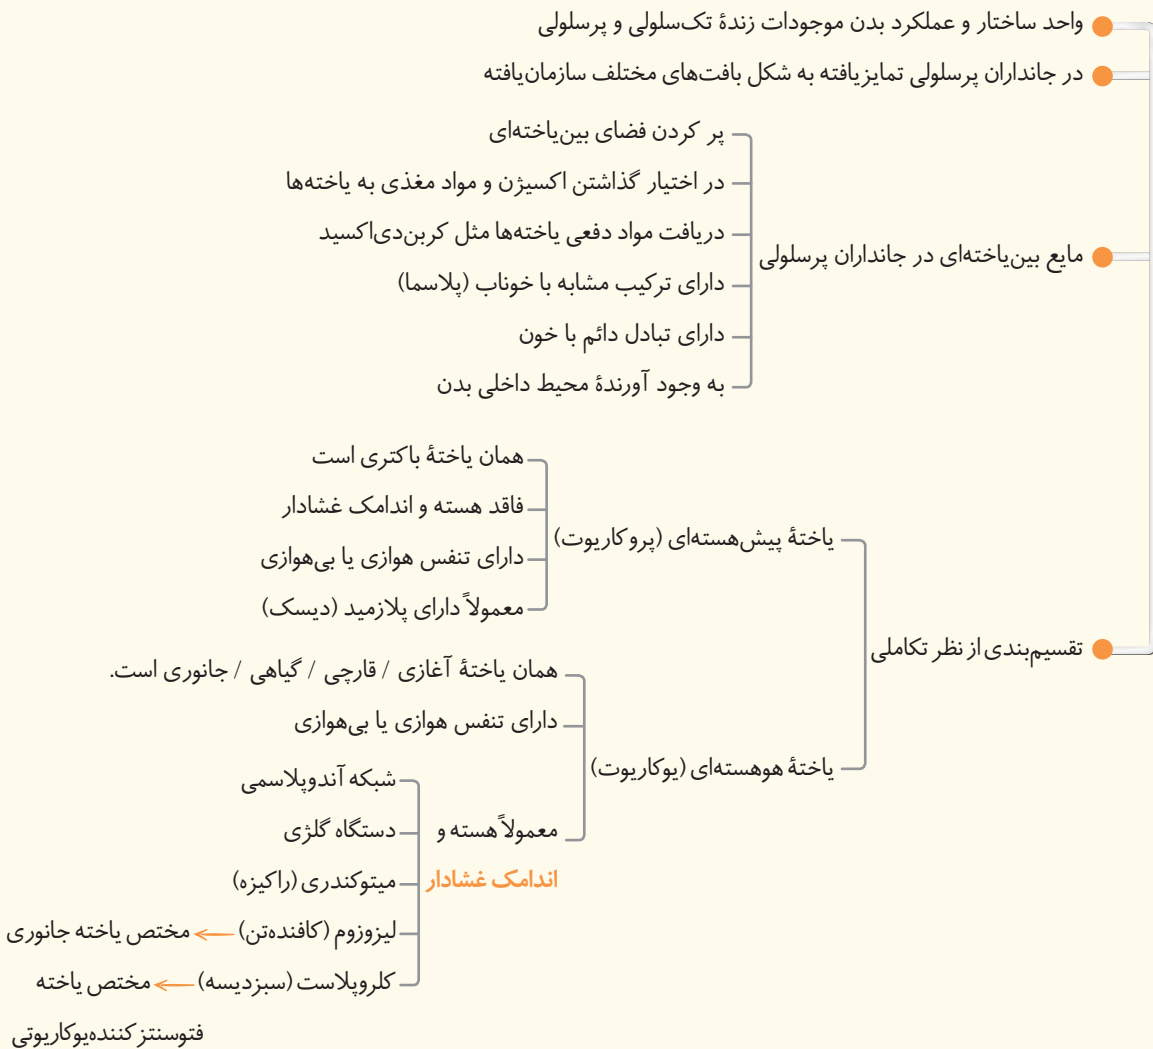 واحد ساختار و عملکرد بدن موجودات زندهٔ تک‌سلولی و پرسلولی
در جانداران پرسلولی تمایزیافته به شکل بافت‌های مختلف سازمان‌یافته
مایع بین‌یاخته‌ای در جانداران پرسلولی
پر کردن فضای بین‌یاخته‌ای
در اختیار گذاشتن اکسیژن و مواد مغذی به یاخته‌ها
دریافت مواد دفعی یاخته‌ها مثل کربن‌دی‌اکسید
دارای ترکیب مشابه با خوناب (پلاسما)
دارای تبادل دائم با خون
به وجود آورندهٔ محیط داخلی بدن
تقسیم‌بندی از نظر تکاملی
یاختهٔ پیش‌هسته‌ای (پروکاریوت)
همان یاختهٔ باکتری است
فاقد هسته و اندامک غشادار
دارای تنفس هوازی یا بی‌هوازی
معمولاً دارای پلازمید (دیسک)
یاختهٔ هوهسته‌ای (یوکاریوت)
همان یاختهٔ آغازی / قارچی / گیاهی / جانوری است.
دارای تنفس هوازی یا بی‌هوازی
معمولاً هسته و
اندامک غشادار
شبکه آندوپلاسمی
دستگاه گلژی
میتوکندری (راکیزه)
لیزوزوم (کافنده‌تن) ← مختص یاخته جانوری
کلروپلاست (سبزدیسه) ← مختص یاخته
فتوسنتز کننده‌یوکاریوتی